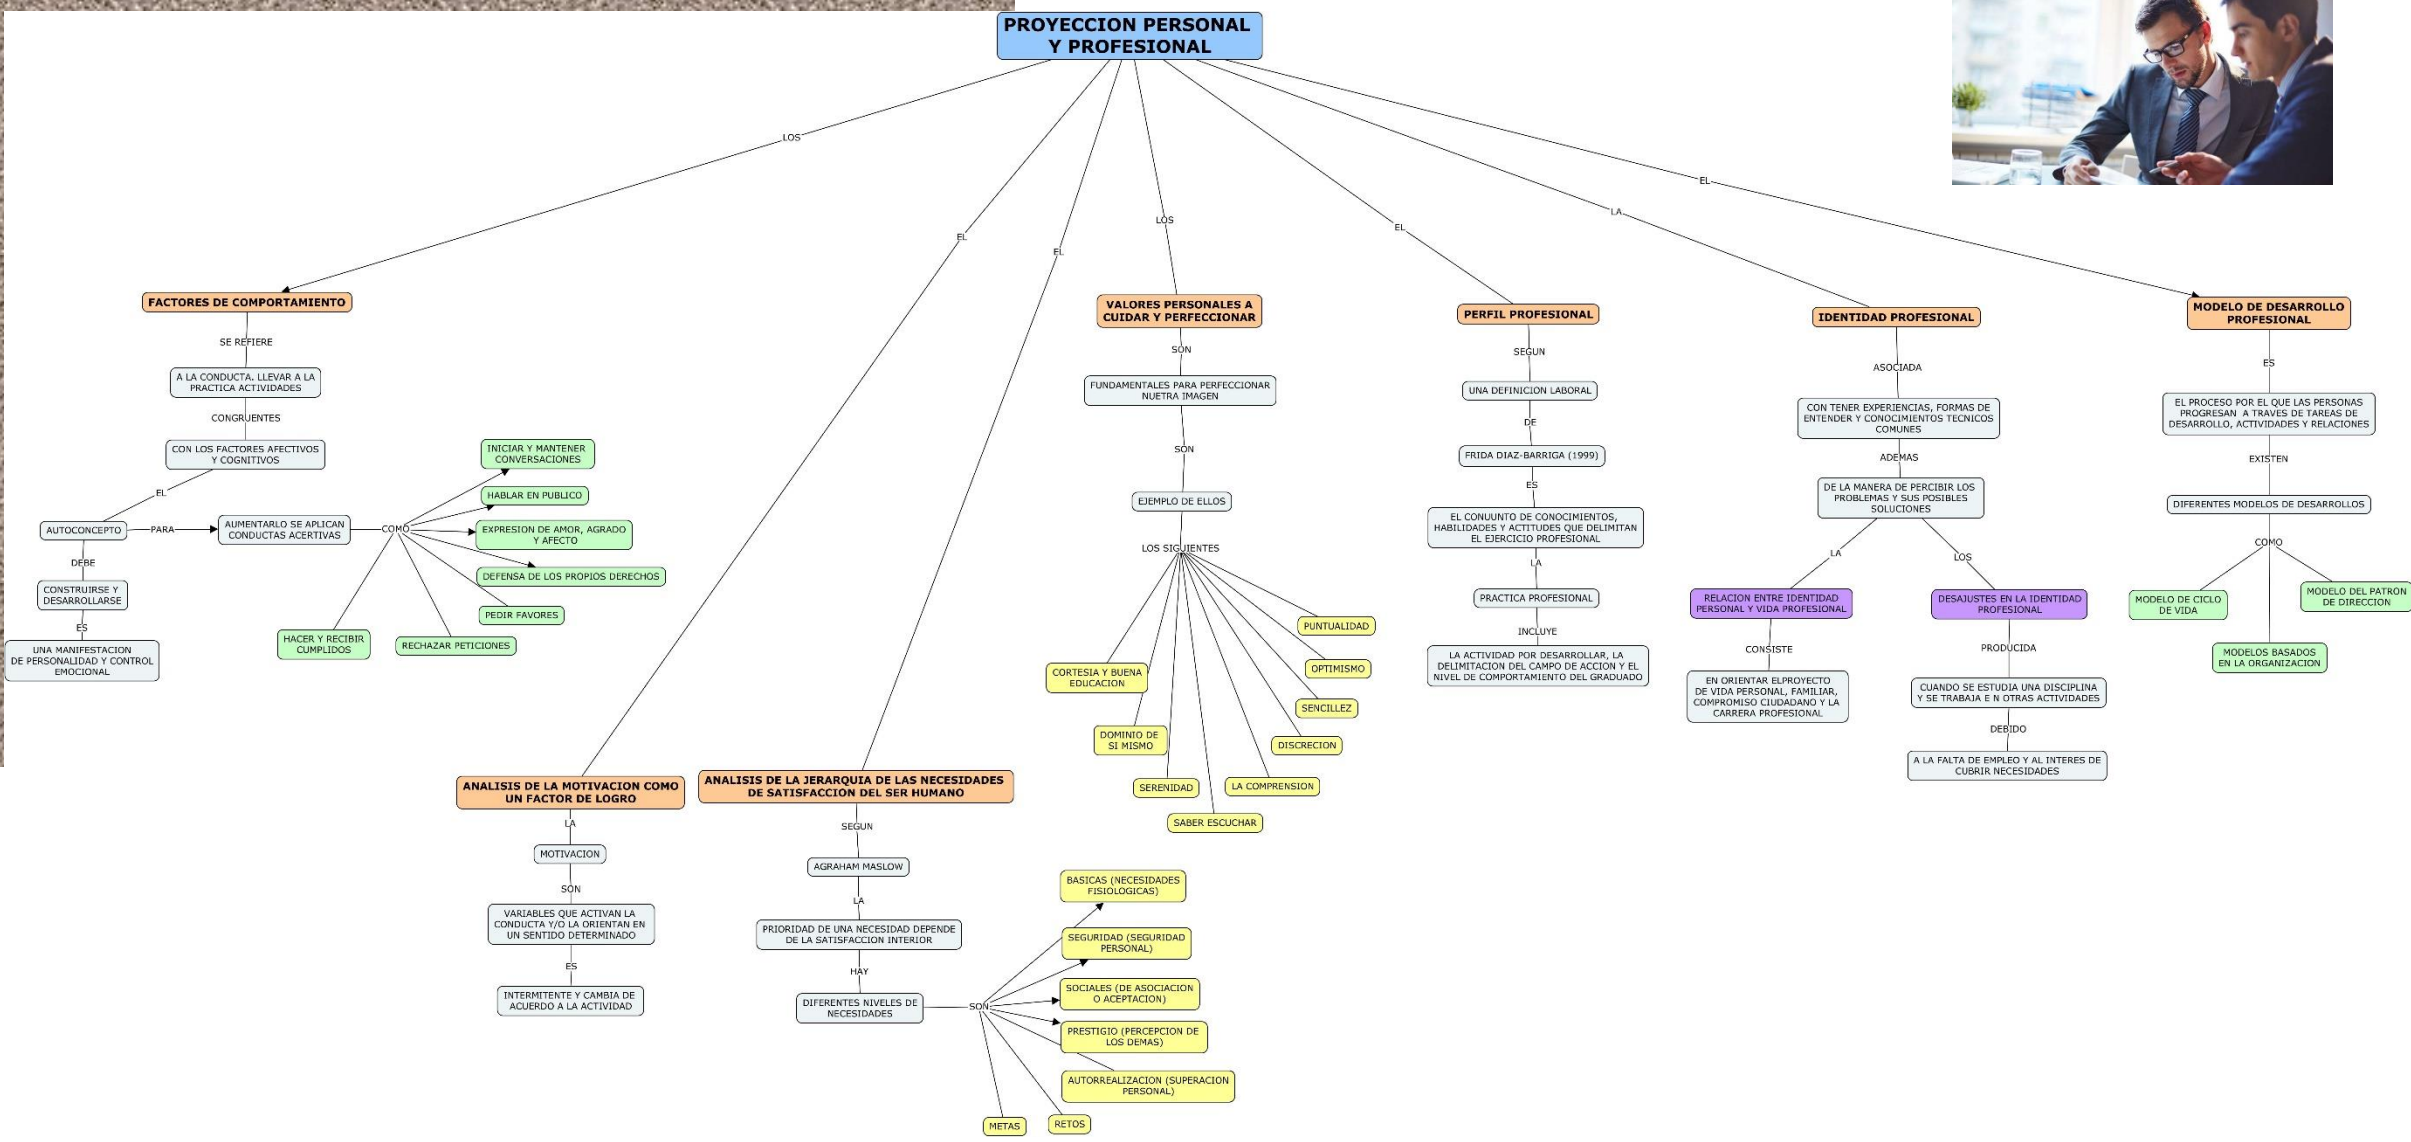 PROYECCION PERSONAL
Y PROFESIONAL
LOS
EL
EL
LOS
EL
LA
EL
FACTORES DE COMPORTAMIENTO
SE REFIERE
A LA CONDUCTA. LLEVAR A LA
PRACTICA ACTIVIDADES
CONGRUENTES
CON LOS FACTORES AFECTIVOS
Y COGNITIVOS
EL
AUTOCONCEPTO
PARA
AUMENTARLO SE APLICAN
CONDUCTAS ACERTIVAS
COMO
INICIAR Y MANTENER
CONVERSACIONES
HABLAR EN PUBLICO
EXPRESION DE AMOR, AGRADO
Y AFECTO
DEFENSA DE LOS PROPIOS DERECHOS
PEDIR FAVORES
RECHAZAR PETICIONES
HACER Y RECIBIR
CUMPLIDOS
DEBE
CONSTRUIRSE Y
DESARROLLARSE
ES
UNA MANIFESTACION
DE PERSONALIDAD Y CONTROL
EMOCIONAL
ANALISIS DE LA MOTIVACION COMO
UN FACTOR DE LOGRO
LA
MOTIVACION
SON
VARIABLES QUE ACTIVAN LA
CONDUCTA Y/O LA ORIENTAN EN
UN SENTIDO DETERMINADO
ES
INTERMITENTE Y CAMBIA DE
ACUERDO A LA ACTIVIDAD
ANALISIS DE LA JERARQUIA DE LAS NECESIDADES
DE SATISFACCION DEL SER HUMANO
SEGUN
AGRAHAM MASLOW
LA
PRIORIDAD DE UNA NECESIDAD DEPENDE
DE LA SATISFACCION INTERIOR
HAY
DIFERENTES NIVELES DE
NECESIDADES
SON
BASICAS (NECESIDADES
FISIOLOGICAS)
SEGURIDAD (SEGURIDAD
PERSONAL)
SOCIALES (DE ASOCIACION
O ACEPTACION)
PRESTIGIO (PERCEPCION DE
LOS DEMAS)
AUTORREALIZACION (SUPERACION
PERSONAL)
RETOS
METAS
VALORES PERSONALES A
CUIDAR Y PERFECCIONAR
SON
FUNDAMENTALES PARA PERFECCIONAR
NUETRA IMAGEN
SON
EJEMPLO DE ELLOS
LOS SIGUIENTES
PUNTUALIDAD
OPTIMISMO
SENCILLEZ
DISCRECION
LA COMPRENSION
SABER ESCUCHAR
SERENIDAD
DOMINIO DE
SI MISMO
CORTESIA Y BUENA
EDUCACION
PERFIL PROFESIONAL
SEGUN
UNA DEFINICION LABORAL
DE
FRIDA DIAZ-BARRIGA (1999)
ES
EL CONJUNTO DE CONOCIMIENTOS,
HABILIDADES Y ACTITUDES QUE DELIMITAN
EL EJERCICIO PROFESIONAL
LA
PRACTICA PROFESIONAL
INCLUYE
LA ACTIVIDAD POR DESARROLLAR, LA
DELIMITACION DEL CAMPO DE ACCION Y EL
NIVEL DE COMPORTAMIENTO DEL GRADUADO
IDENTIDAD PROFESIONAL
ASOCIADA
CON TENER EXPERIENCIAS, FORMAS DE
ENTENDER Y CONOCIMIENTOS TECNICOS
COMUNES
ADEMAS
DE LA MANERA DE PERCIBIR LOS
PROBLEMAS Y SUS POSIBLES
SOLUCIONES
LA
RELACION ENTRE IDENTIDAD
PERSONAL Y VIDA PROFESIONAL
CONSISTE
EN ORIENTAR ELPROYECTO
DE VIDA PERSONAL, FAMILIAR,
COMPROMISO CIUDADANO Y LA
CARRERA PROFESIONAL
LOS
DESAJUSTES EN LA IDENTIDAD
PROFESIONAL
PRODUCIDA
CUANDO SE ESTUDIA UNA DISCIPLINA
Y SE TRABAJA E N OTRAS ACTIVIDADES
DEBIDO
A LA FALTA DE EMPLEO Y AL INTERES DE
CUBRIR NECESIDADES
MODELO DE DESARROLLO
PROFESIONAL
ES
EL PROCESO POR EL QUE LAS PERSONAS
PROGRESAN A TRAVES DE TAREAS DE
DESARROLLO, ACTIVIDADES Y RELACIONES
EXISTEN
DIFERENTES MODELOS DE DESARROLLOS
COMO
MODELO DE CICLO
DE VIDA
MODELOS BASADOS
EN LA ORGANIZACION
MODELO DEL PATRON
DE DIRECCION